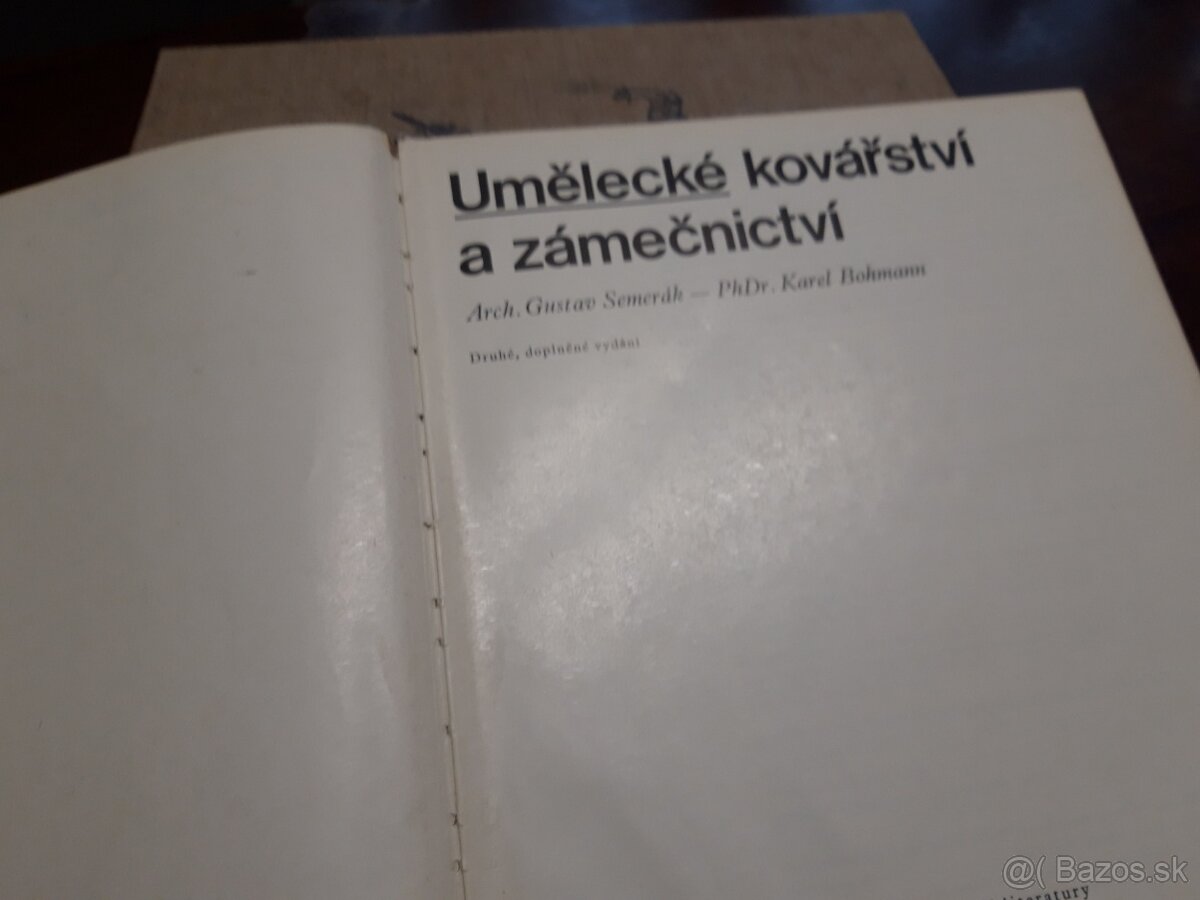 Umělecké kovářství
a zámečnictví
Arch. Gustav Semerák — PhDr. Karel Bohmann
Druhé, doplněné vydání
literatury
@( Bazos.sk